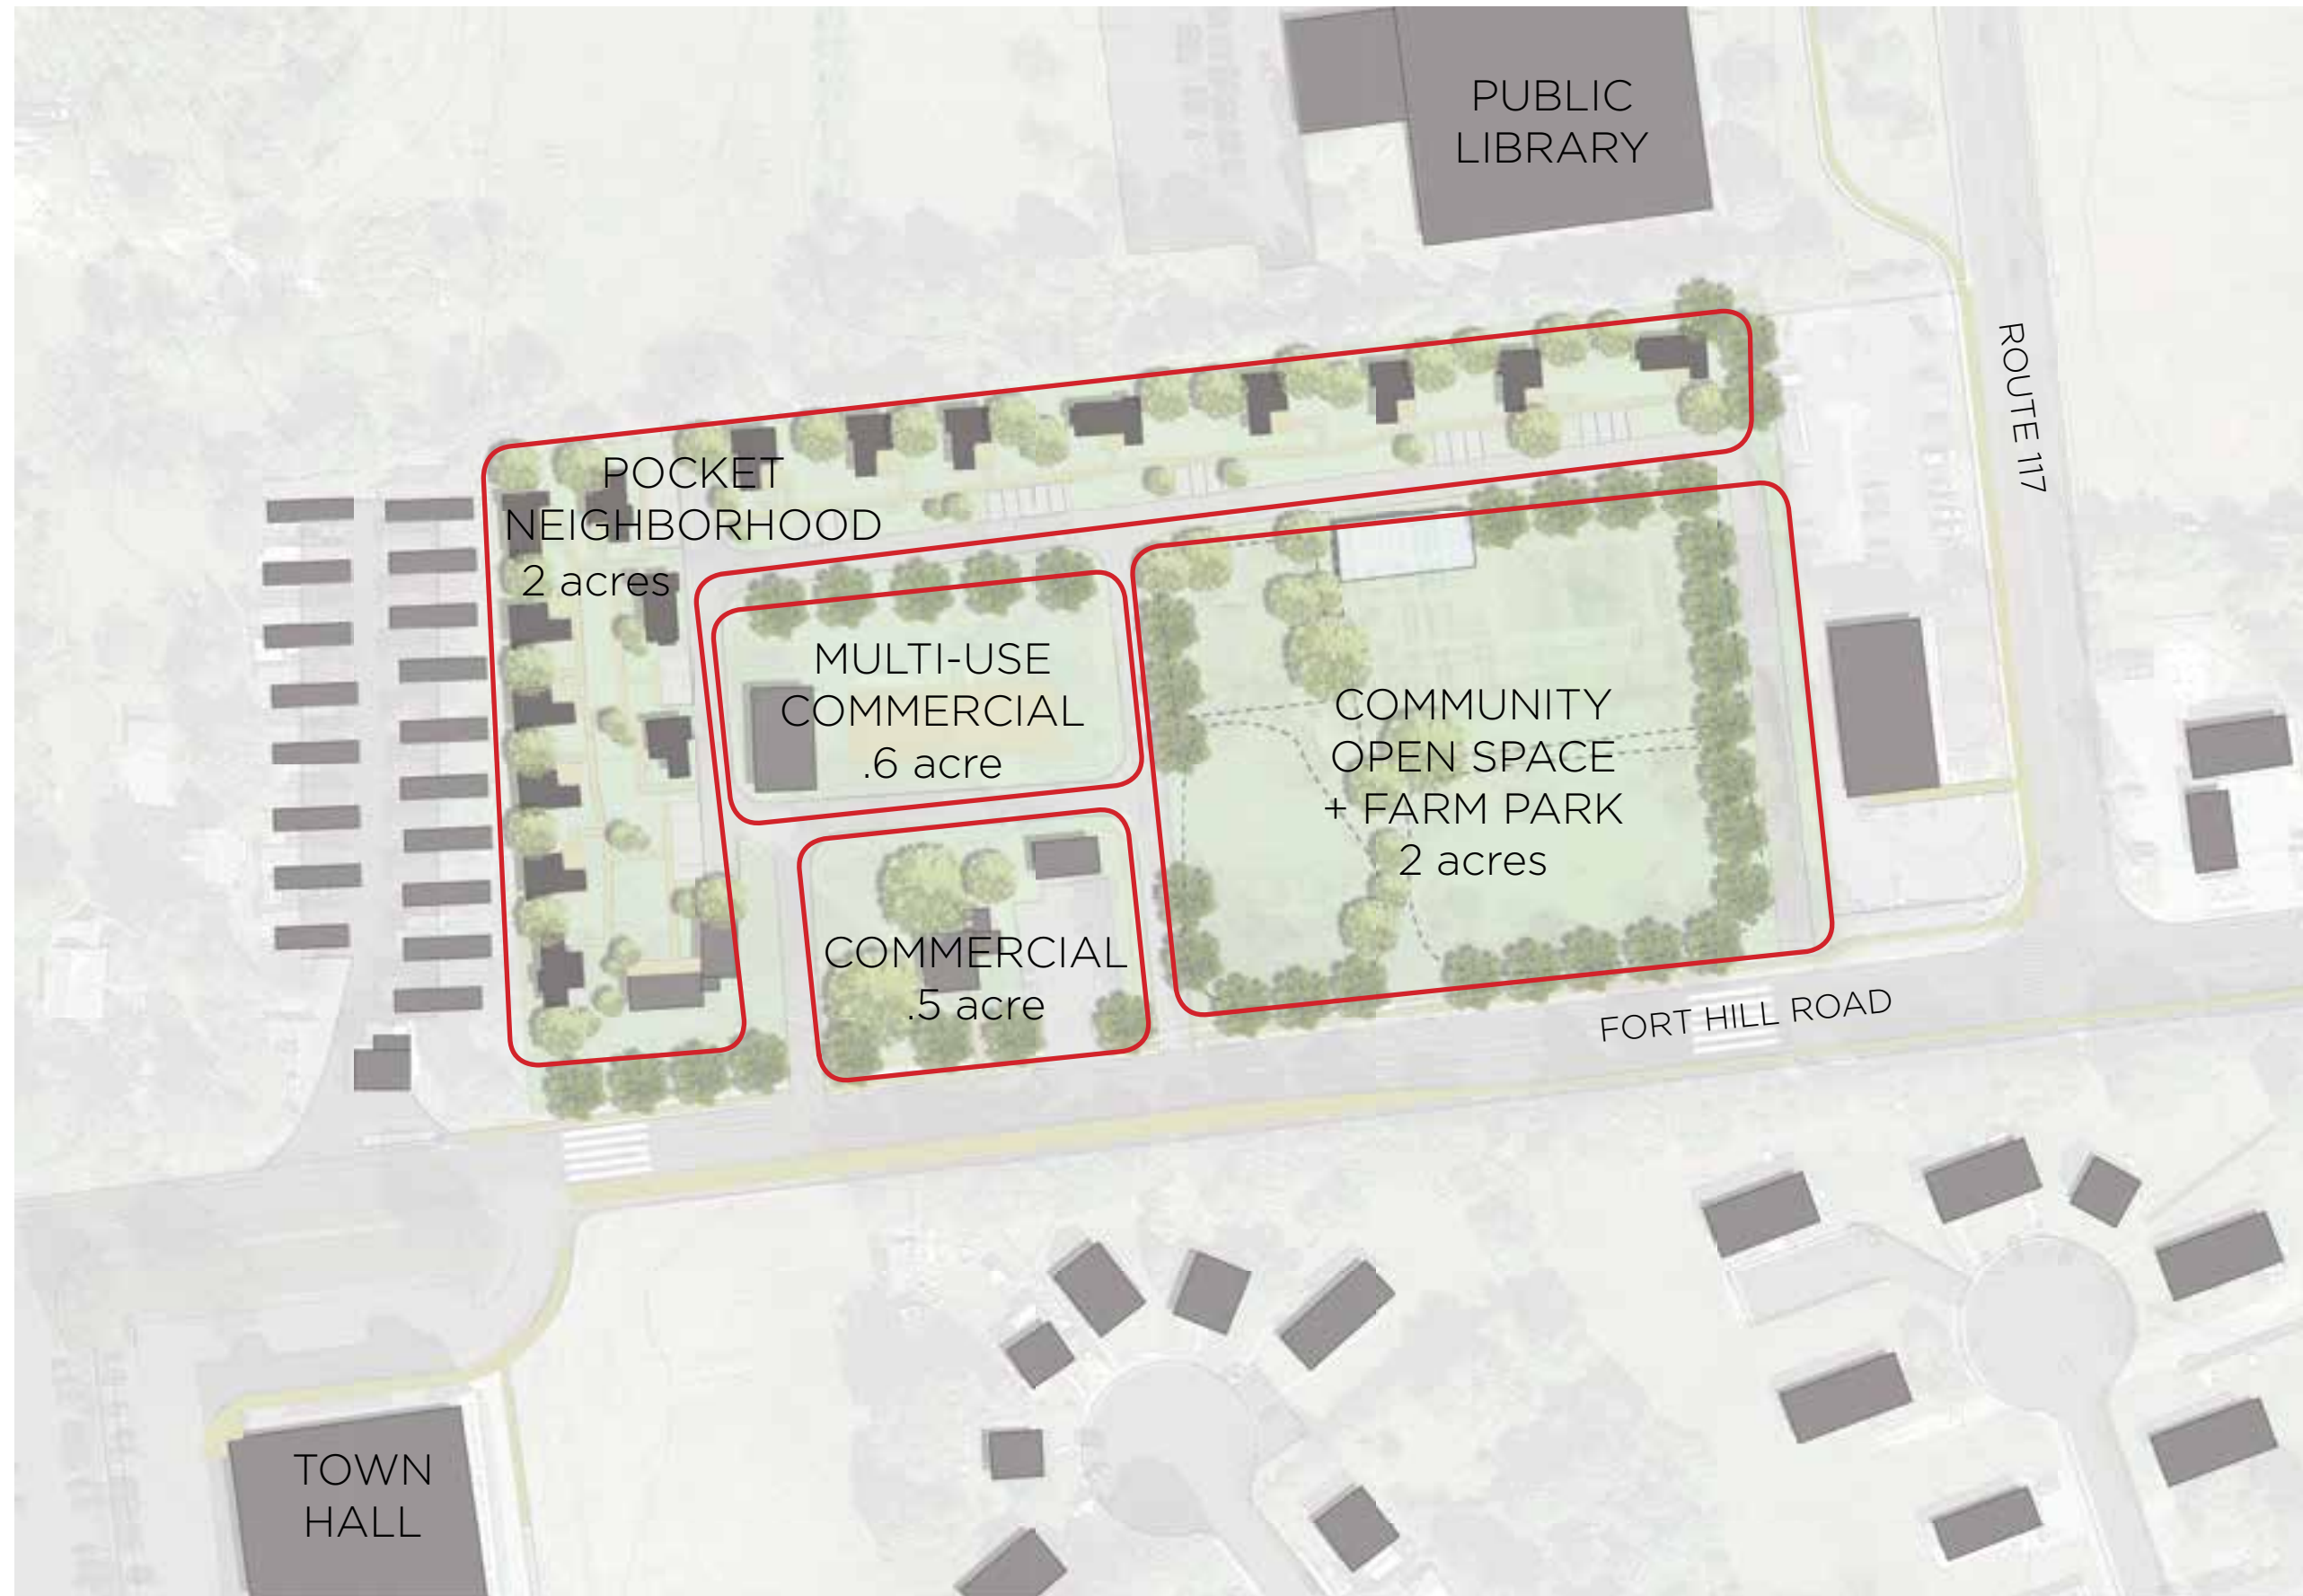 PUBLIC
LIBRARY
ROUTE 117
POCKET
NEIGHBORHOOD
2 acres
MULTI-USE
COMMERCIAL
.6 acre
COMMUNITY
OPEN SPACE
+ FARM PARK
2 acres
COMMERCIAL
.5 acre
FORT HILL ROAD
TOWN
HALL